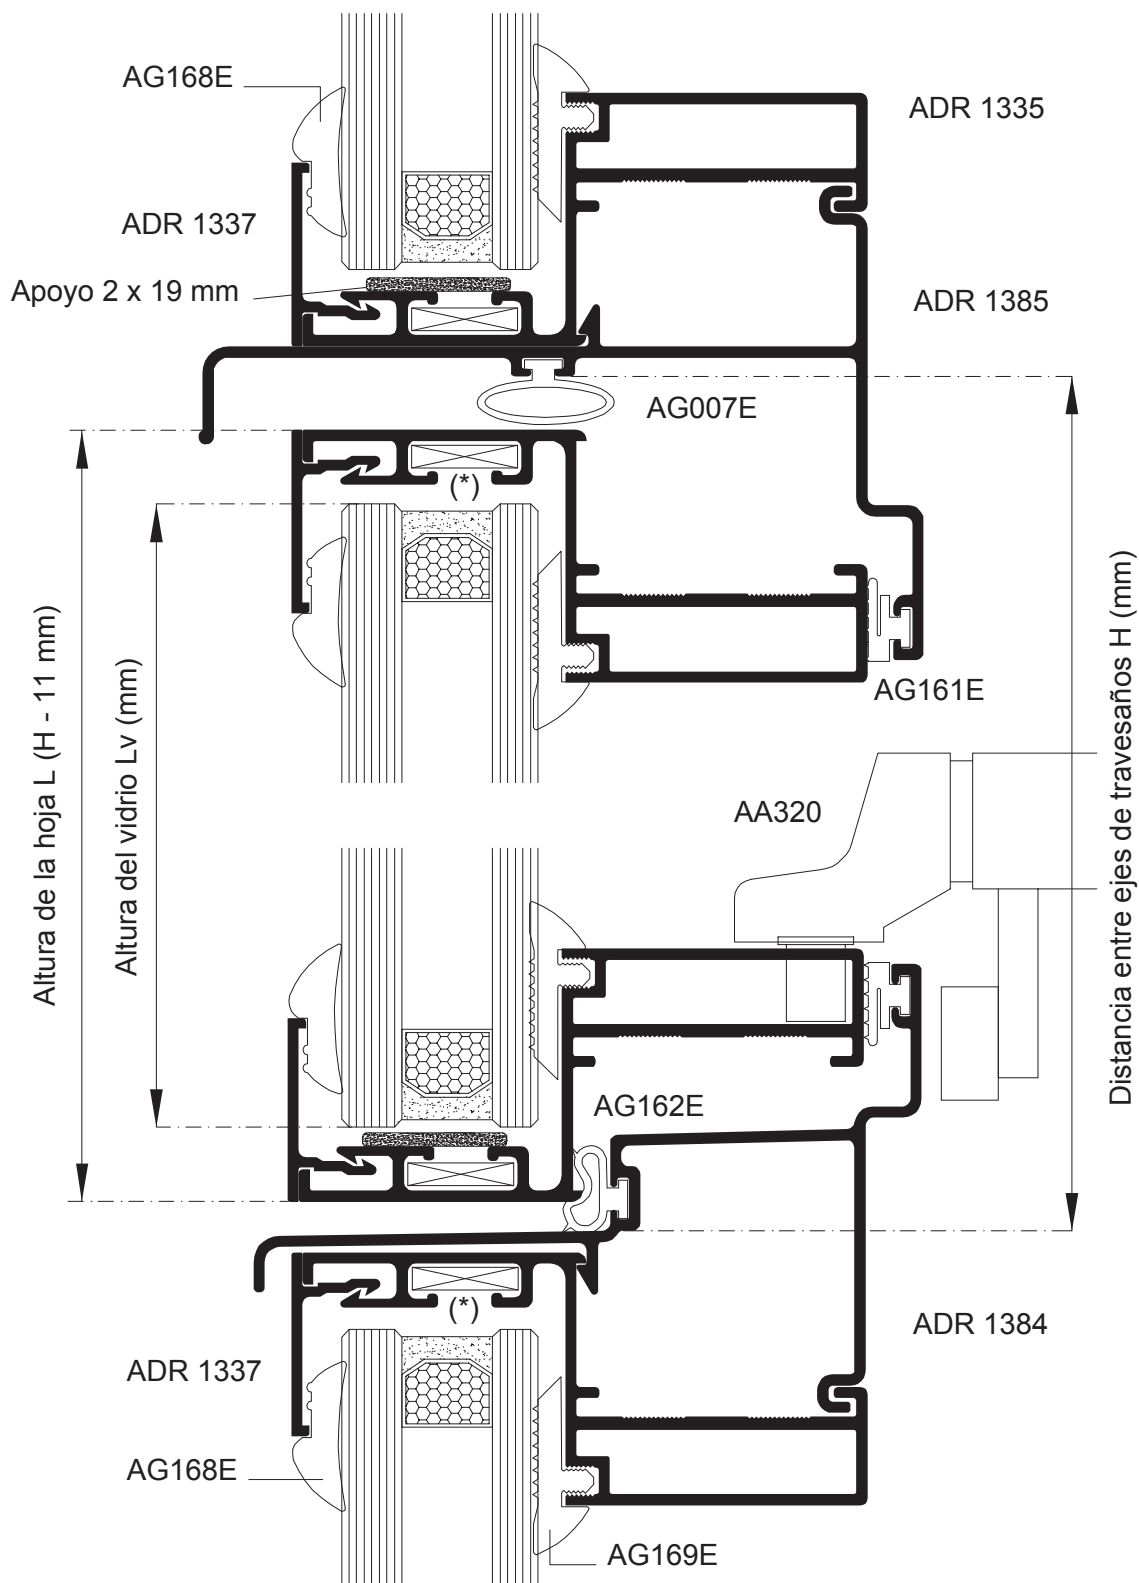 AG168E
ADR 1335
ADR 1337
Apoyo 2 x 19 mm
ADR 1385
AG007E
(*)
AG161E
Altura de la hoja L (H - 11 mm)
Altura del vidrio Lv (mm)
Distancia entre ejes de travesaños H (mm)
AA320
AG162E
(*)
ADR 1384
ADR 1337
AG168E
AG169E